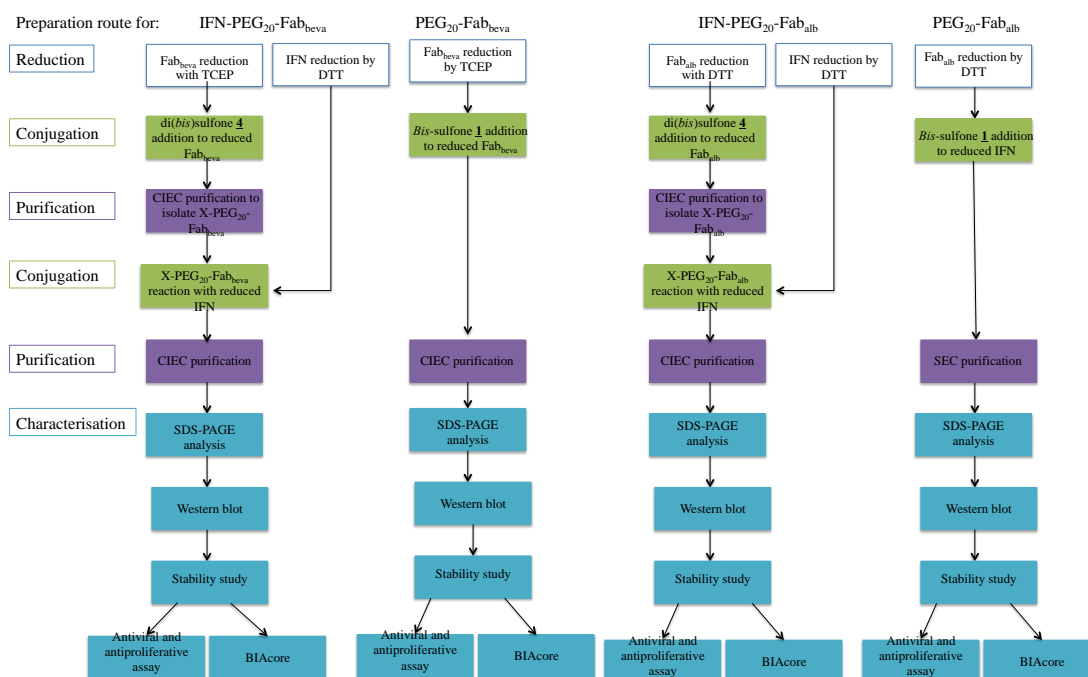 Preparation route for:
IFN-PEG20-Fabbeva
PEG20-Fabbeva
IFN-PEG20-Fabalb
PEG20-Fabalb
Reduction
Fabbeva reduction
with TCEP
IFN reduction by
DTT
Fabbeva reduction
by TCEP
Fabalb reduction
with DTT
IFN reduction by
DTT
Fabalb reduction by
DTT
Conjugation
di(bis)sulfone 4
addition to reduced
Fabbeva
Bis-sulfone 1 addition
to reduced Fabbeva
di(bis)sulfone 4
addition to reduced
Fabalb
Bis-sulfone 1 addition
to reduced IFN
Purification
CIEC purification to
isolate X-PEG20-
Fabbeva
CIEC purification to
isolate X-PEG20-
Fabalb
Conjugation
X-PEG20-Fabbeva
reaction with reduced
IFN
X-PEG20-Fabalb
reaction with reduced
IFN
Purification
CIEC purification
CIEC purification
CIEC purification
SEC purification
Characterisation
SDS-PAGE
analysis
SDS-PAGE
analysis
SDS-PAGE
analysis
SDS-PAGE
analysis
Western blot
Western blot
Western blot
Western blot
Stability study
Stability study
Stability study
Stability study
Antiviral and
antiproliferative
assay
BIAcore
Antiviral and
antiproliferative
assay
BIAcore
Antiviral and
antiproliferative
assay
BIAcore
Antiviral and
antiproliferative
assay
BIAcore